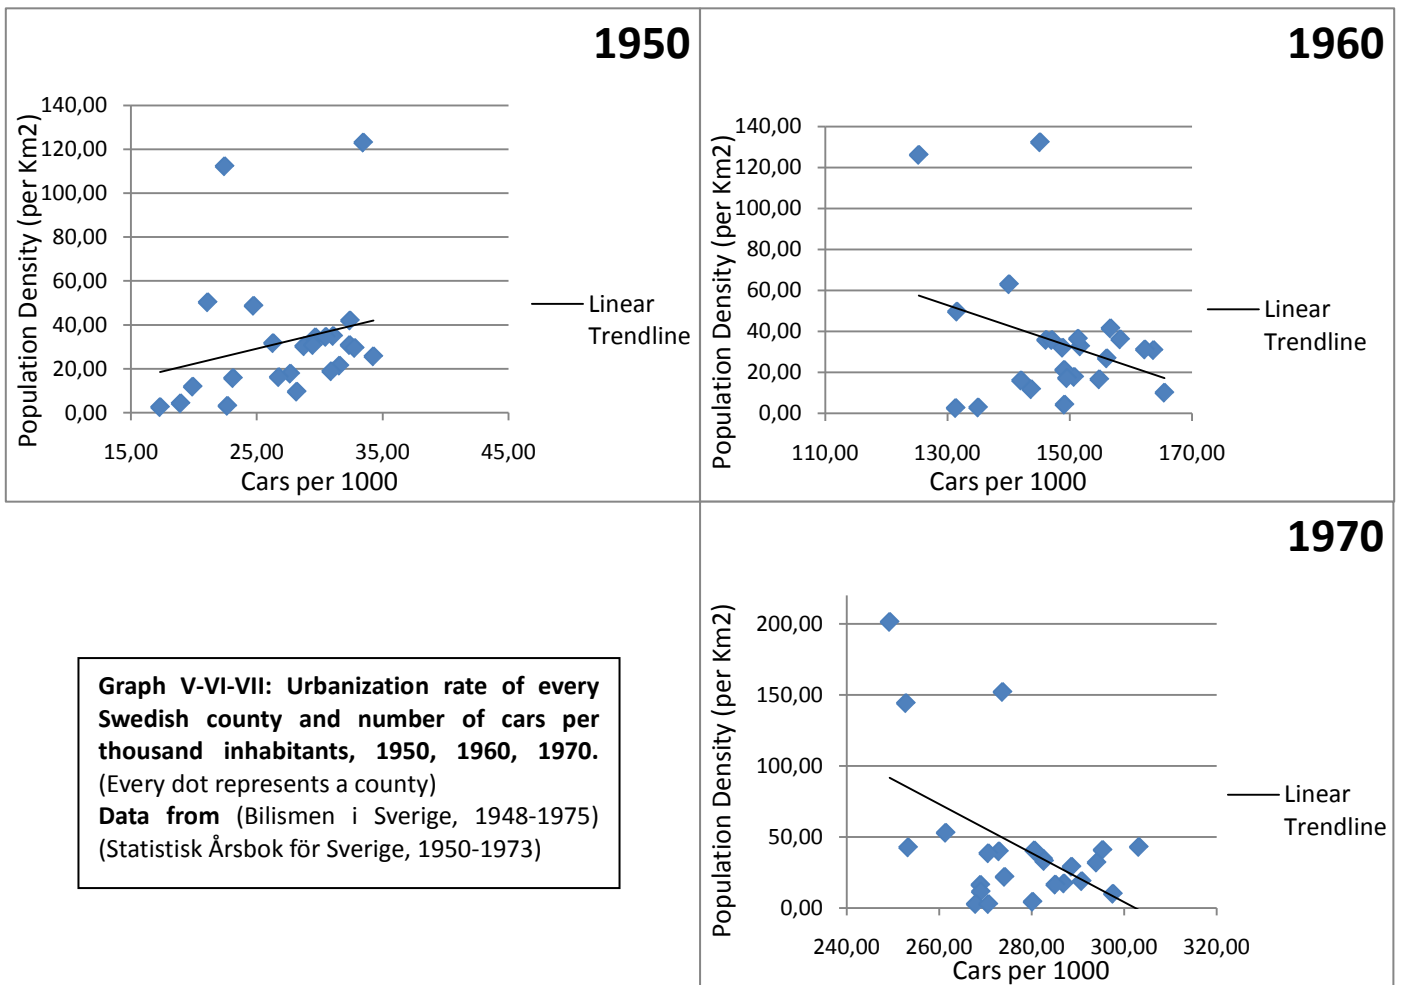 1950
140,00
120,00
100,00
80,00
60,00
40,00
20,00
0,00
Population Density (per Km2)
15,00 25,00 35,00 45,00
Cars per 1000
Linear
Trendline
1960
140,00
120,00
100,00
80,00
60,00
40,00
20,00
0,00
Population Density (per Km2)
110,00 130,00 150,00 170,00
Cars per 1000
Linear
Trendline
Graph V-VI-VII: Urbanization rate of every
Swedish county and number of cars per
thousand inhabitants, 1950, 1960, 1970.
(Every dot represents a county)
Data from (Bilismen i Sverige, 1948-1975)
(Statistisk Årsbok för Sverige, 1950-1973)
1970
200,00
150,00
100,00
50,00
0,00
Population Density (per Km2)
240,00 260,00 280,00 300,00 320,00
Cars per 1000
Linear
Trendline